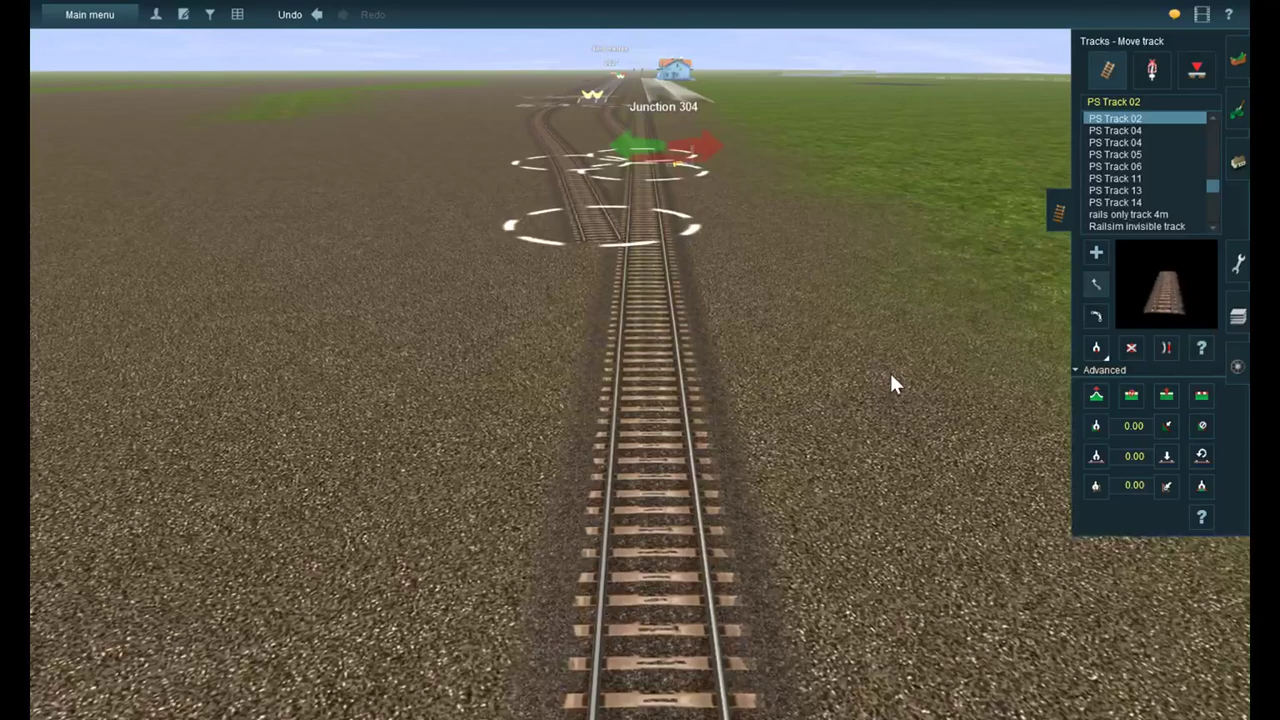 Main menu
Undo
Redo
?
Tracks - Move track
PS Track 02
PS Track 02
PS Track 04
PS Track 04
PS Track 05
PS Track 06
PS Track 11
PS Track 13
PS Track 14
rails only track 4m
Railsim invisible track
?
Advanced
0.00
0.00
0.00
?
Junction 304